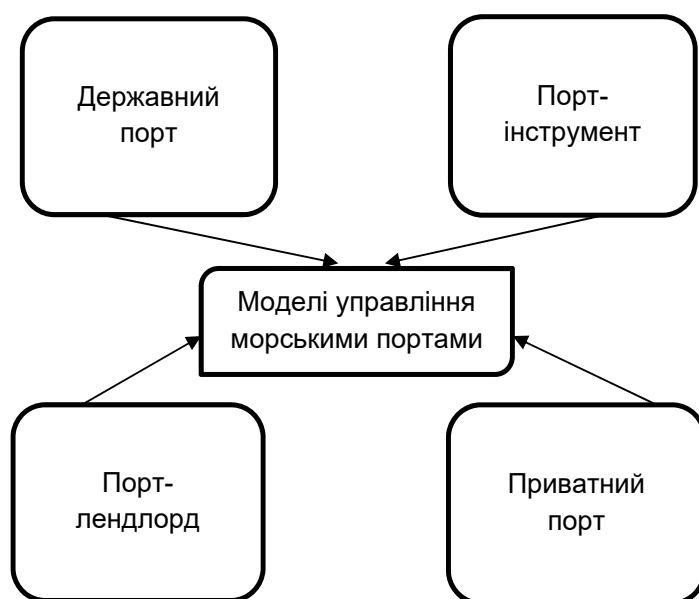 Державний
порт
Порт-
інструмент
Моделі управління
морськими портами
Порт-
лендлорд
Приватний
порт